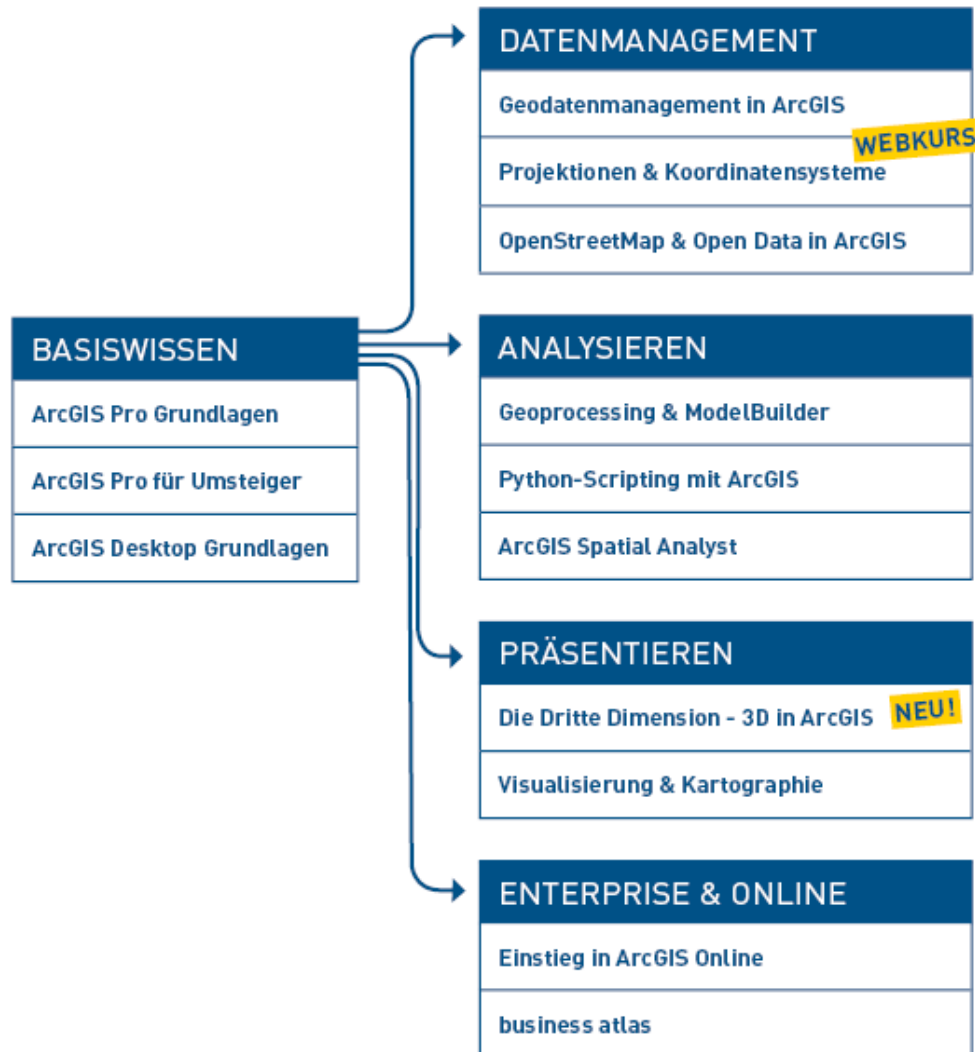 BASISWISSEN
ArcGIS Pro Grundlagen
ArcGIS Pro für Umsteiger
ArcGIS Desktop Grundlagen
DATENMANAGEMENT
Geodatenmanagement in ArcGIS
WEBKURS
Projektionen & Koordinatensysteme
OpenStreetMap & Open Data in ArcGIS
ANALYSIEREN
Geoprocessing & ModelBuilder
Python-Scripting mit ArcGIS
ArcGIS Spatial Analyst
PRÄSENTIEREN
Die Dritte Dimension - 3D in ArcGIS NEU!
Visualisierung & Kartographie
ENTERPRISE & ONLINE
Einstieg in ArcGIS Online
business atlas